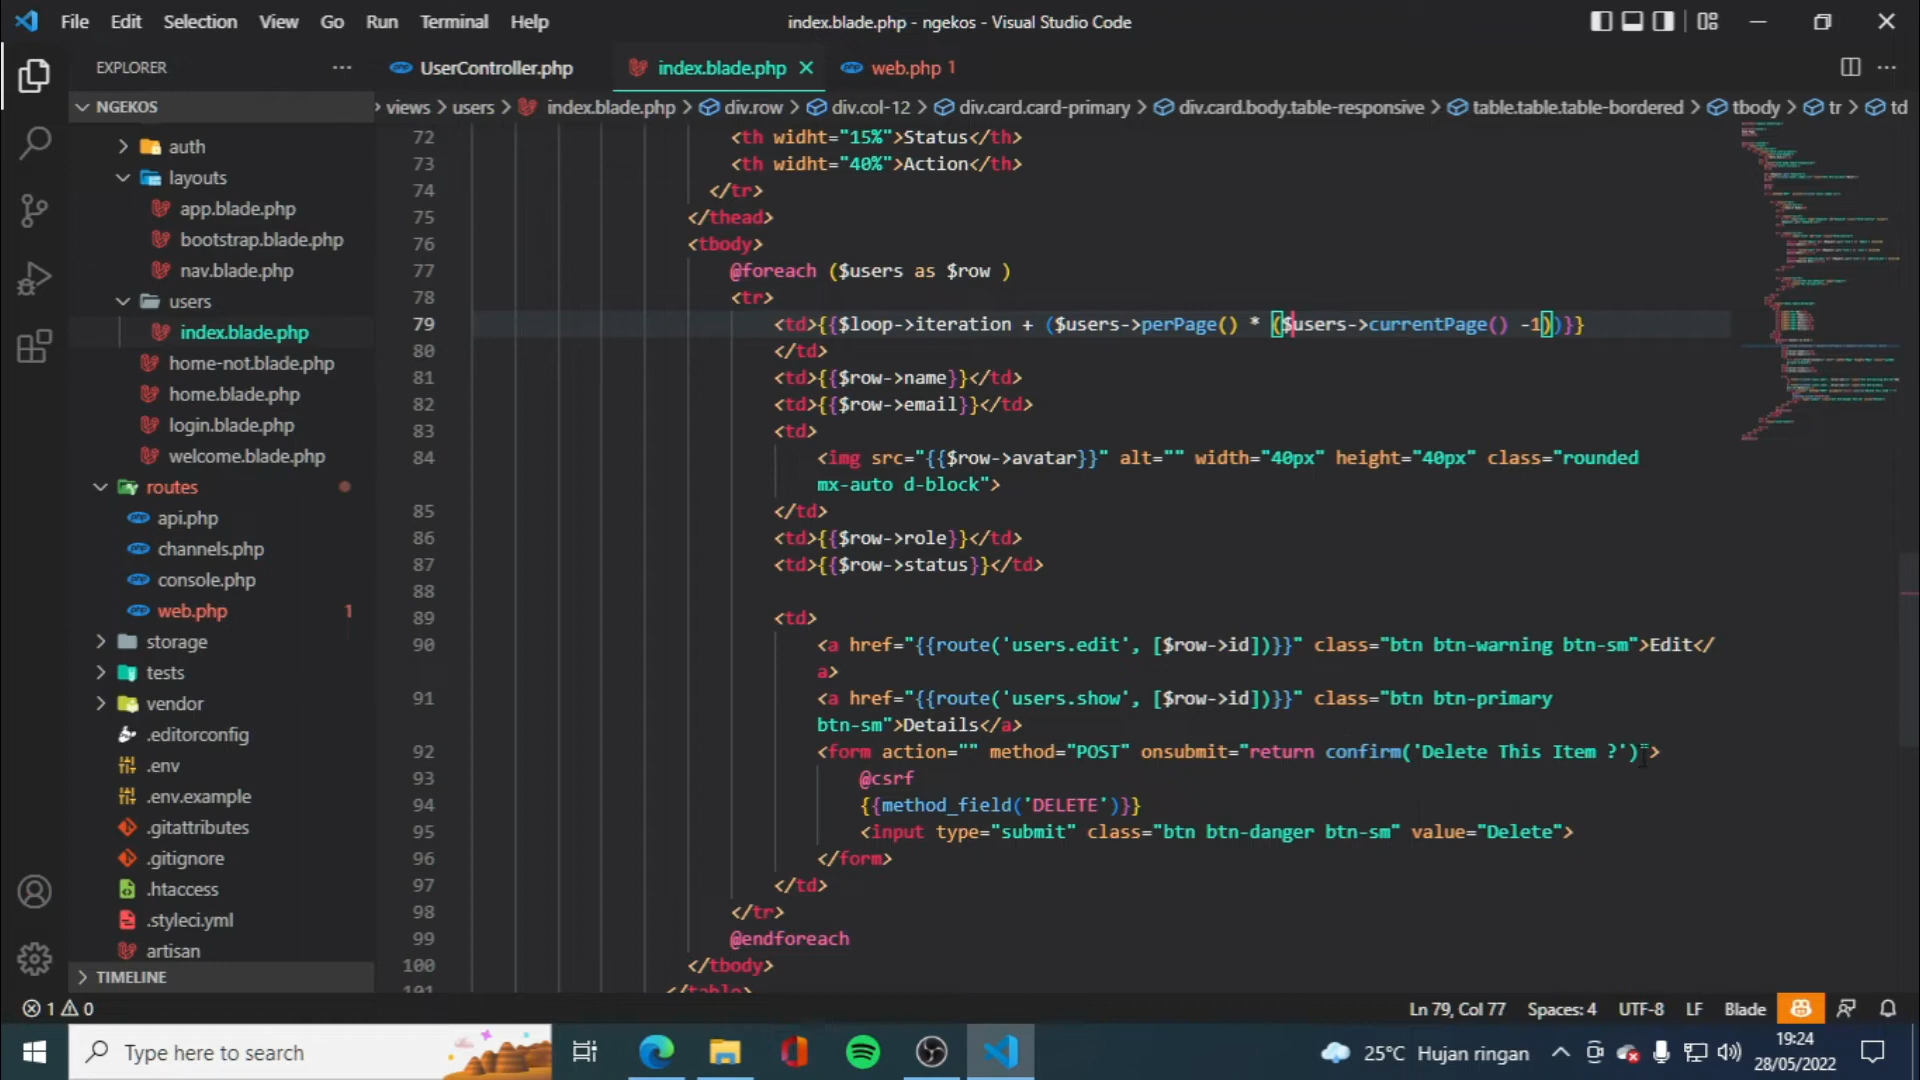 File Edit Selection View Go Run Terminal Help
index.blade.php - ngekos - Visual Studio Code
EXPLORER
UserController.php
index.blade.php
web.php 1
NGEKOS
views > users > index.blade.php > div.row > div.col-12 > div.card.card-primary > div.card.body.table-responsive > table.table.table-bordered > tbody > tr > td
auth
layouts
app.blade.php
bootstrap.blade.php
nav.blade.php
users
index.blade.php
home-not.blade.php
home.blade.php
login.blade.php
welcome.blade.php
routes
api.php
channels.php
console.php
web.php 1
storage
tests
vendor
.editorconfig
.env
.env.example
.gitattributes
.gitignore
.htaccess
.styleci.yml
artisan
TIMELINE
72 <th widht="15%">Status</th>
73 <th widht="40%">Action</th>
74 </tr>
75 </thead>
76 <tbody>
77 @foreach ($users as $row )
78 <tr>
79 <td>{{$loop->iteration + ($users->perPage() * ($users->currentPage() -1))}}
80 </td>
81 <td>{{$row->name}}</td>
82 <td>{{$row->email}}</td>
83 <td>
84 <img src="{{$row->avatar}}" alt="" width="40px" height="40px" class="rounded
mx-auto d-block">
85 </td>
86 <td>{{$row->role}}</td>
87 <td>{{$row->status}}</td>
88
89 <td>
90 <a href="{{route('users.edit', [$row->id])}}" class="btn btn-warning btn-sm">Edit</
a>
91 <a href="{{route('users.show', [$row->id])}}" class="btn btn-primary
btn-sm">Details</a>
92 <form action="" method="POST" onsubmit="return confirm('Delete This Item ?')">
93 @csrf
94 {{method_field('DELETE')}}
95 <input type="submit" class="btn btn-danger btn-sm" value="Delete">
96 </form>
97 </td>
98 </tr>
99 @endforeach
100 </tbody>
101 </table>
1 0
Ln 79, Col 77 Spaces: 4 UTF-8 LF Blade
Type here to search
25°C Hujan ringan
19:24
28/05/2022